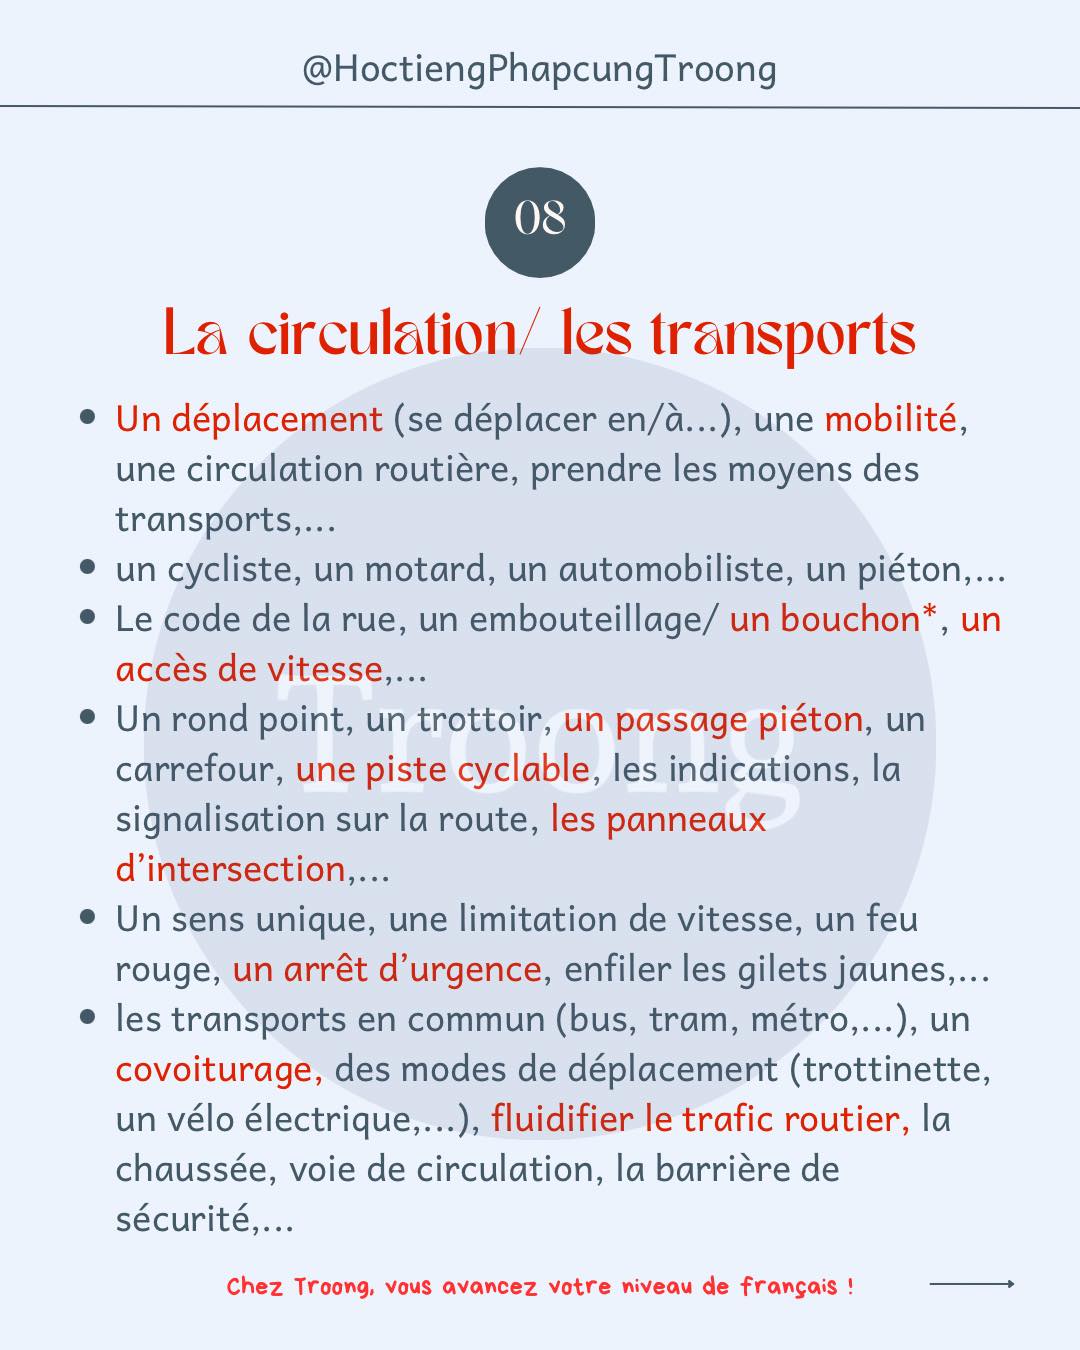 @HoctiengPhapcungTroong
08
La circulation/ les transports
• Un déplacement (se déplacer en/à...), une mobilité,
une circulation routière, prendre les moyens des
transports,...
• un cycliste, un motard, un automobiliste, un piéton,...
• Le code de la rue, un embouteillage/ un bouchon*, un
accès de vitesse,...
• Un rond point, un trottoir, un passage piéton, un
carrefour, une piste cyclable, les indications, la
signalisation sur la route, les panneaux
d’intersection,...
• Un sens unique, une limitation de vitesse, un feu
rouge, un arrêt d’urgence, enfiler les gilets jaunes,...
• les transports en commun (bus, tram, métro,...), un
covoiturage, des modes de déplacement (trottinette,
un vélo électrique,...), fluidifier le trafic routier, la
chaussée, voie de circulation, la barrière de
sécurité,...
Troong
Chez Troong, vous avancez votre niveau de français !